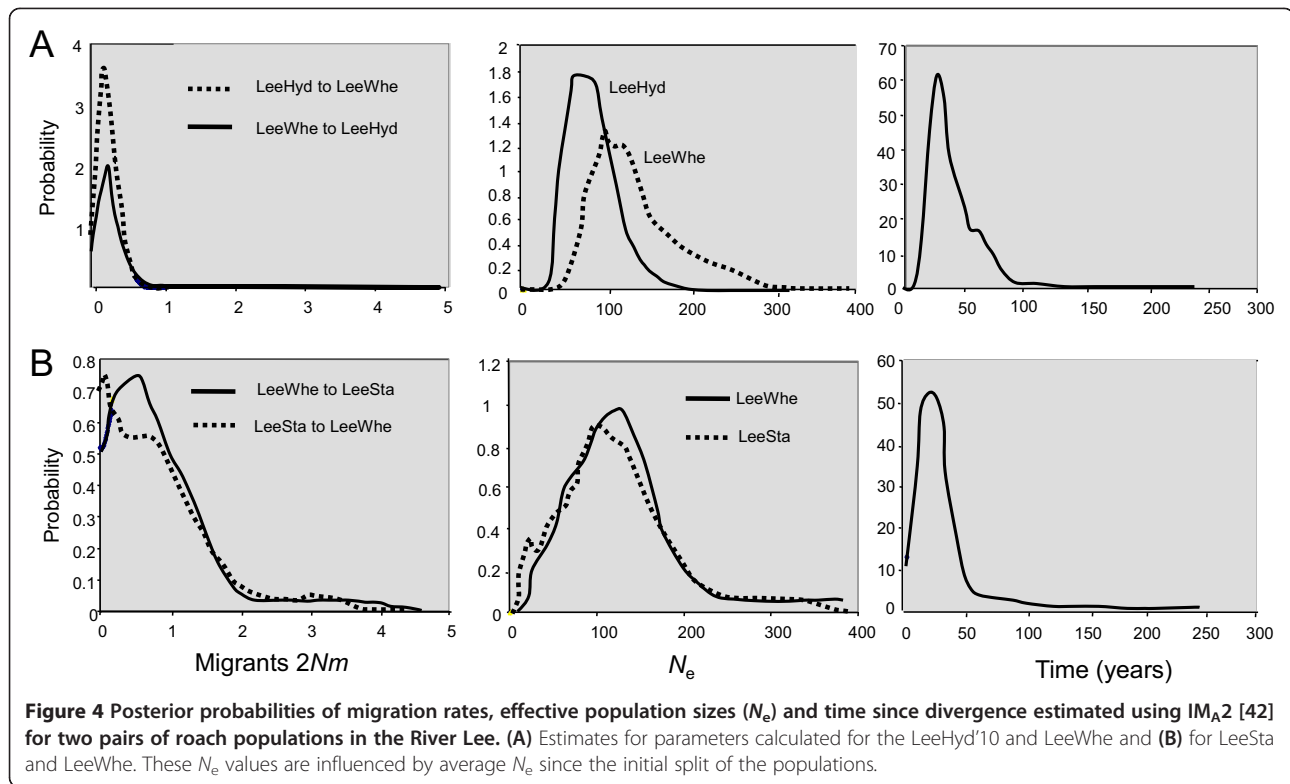 A
4
3
2
1
0 1 2 3 4 5
Probability
LeeHyd to LeeWhe
LeeWhe to LeeHyd
2
1.8
1.6
1.4
1.2
1
0.8
0.6
0.4
0.2
0
0 100 200 300 400
LeeHyd
LeeWhe
70
60
50
40
30
20
10
0
0 50 100 150 200 250 300
B
0.8
0.7
0.6
0.5
0.4
0.3
0.2
0.1
0
0 1 2 3 4 5
Probability
LeeWhe to LeeSta
LeeSta to LeeWhe
Migrants 2Nm
1.2
1
0.8
0.6
0.4
0.2
0
0 100 200 300 400
LeeWhe
LeeSta
Ne
60
50
40
30
20
10
0
0 50 100 150 200 250 300
Time (years)
Figure 4 Posterior probabilities of migration rates, effective population sizes (Ne) and time since divergence estimated using IMA2 [42]
for two pairs of roach populations in the River Lee. (A) Estimates for parameters calculated for the LeeHyd'10 and LeeWhe and (B) for LeeSta
and LeeWhe. These Ne values are influenced by average Ne since the initial split of the populations.